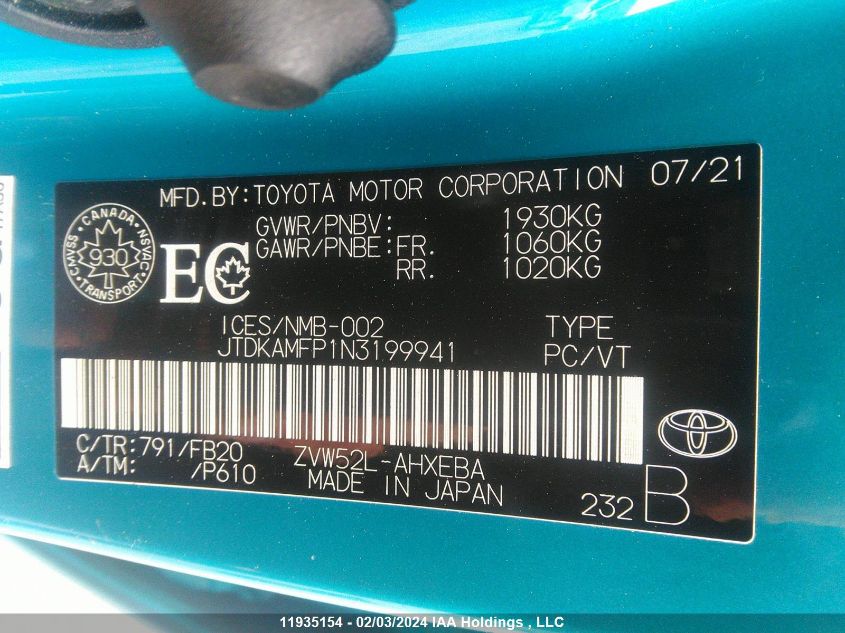 MFD.BY:TOYOTA MOTOR CORPORATION 07/21
GVWR/PNBV: 1930KG
GAWR/PNBE:FR. 1060KG
RR. 1020KG
CANADA
CMVSS 930 NSVAC
TRANSPORT
EC
ICES/NMB-002 TYPE
JTDKAMFP1N3199941 PC/VT
C/TR:791/FB20 ZVW52L-AHXEBA
A/TM: /P610 MADE IN JAPAN
232 B
11935154 - 02/03/2024 IAA Holdings , LLC